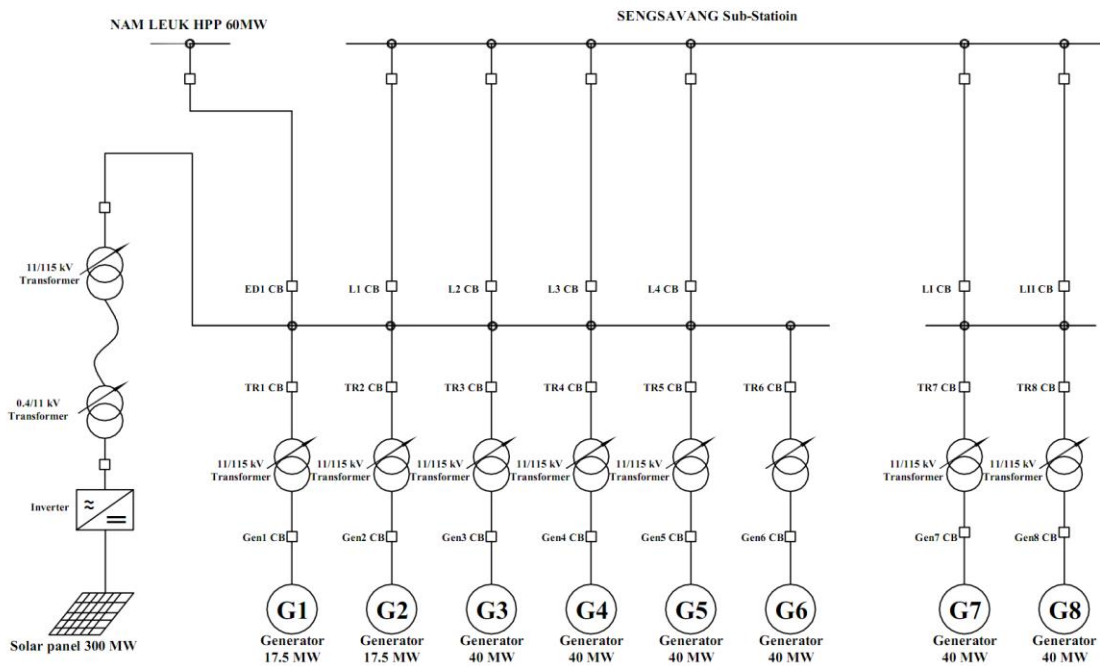 NAM LEUK HPP 60MW
SENGSAVANG Sub-Statioin
11/115 kV
Transformer
ED1 CB
L1 CB
L2 CB
L3 CB
L4 CB
LI CB
LII CB
0.4/11 kV
Transformer
TR1 CB
TR2 CB
TR3 CB
TR4 CB
TR5 CB
TR6 CB
TR7 CB
TR8 CB
11/115 kV
Transformer
11/115 kV
Transformer
11/115 kV
Transformer
11/115 kV
Transformer
11/115 kV
Transformer
11/115 kV
Transformer
11/115 kV
Transformer
Inverter
Gen1 CB
Gen2 CB
Gen3 CB
Gen4 CB
Gen5 CB
Gen6 CB
Gen7 CB
Gen8 CB
Solar panel 300 MW
G1
Generator
17.5 MW
G2
Generator
17.5 MW
G3
Generator
40 MW
G4
Generator
40 MW
G5
Generator
40 MW
G6
Generator
40 MW
G7
Generator
40 MW
G8
Generator
40 MW